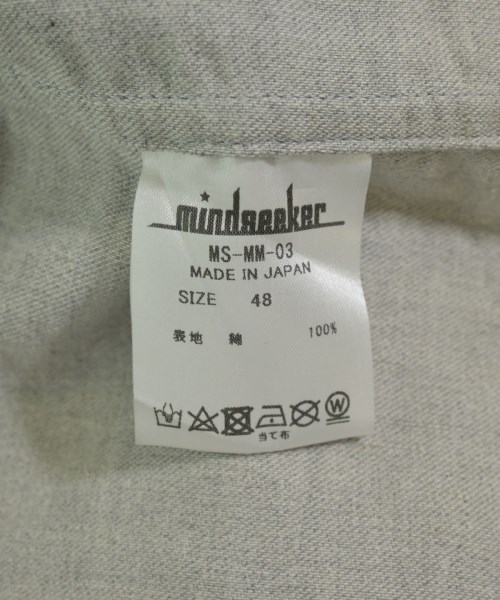 mindseeker
MS-MM-03
MADE IN JAPAN
SIZE 48
表地 綿 100%
W
当て布